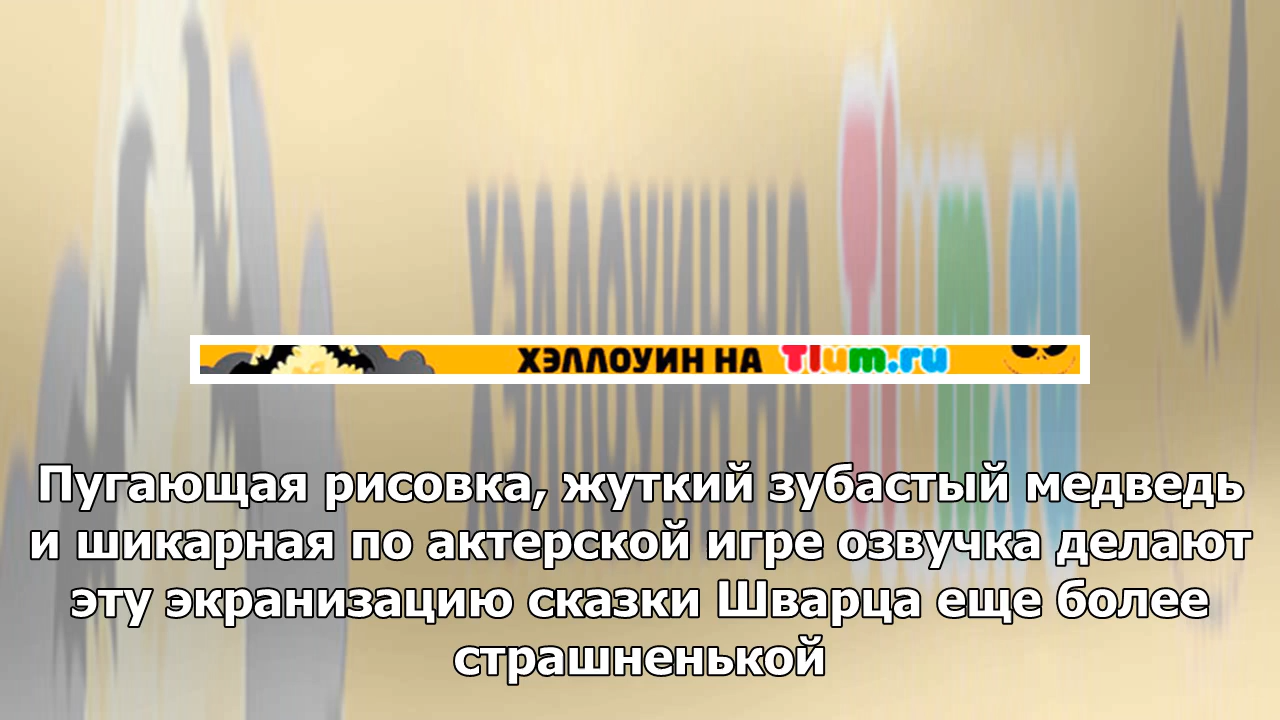 ХЭЛЛОУИН НА Tlum.ru
Пугающая рисовка, жуткий зубастый медведь
и шикарная по актерской игре озвучка делают
эту экранизацию сказки Шварца еще более
страшненькой